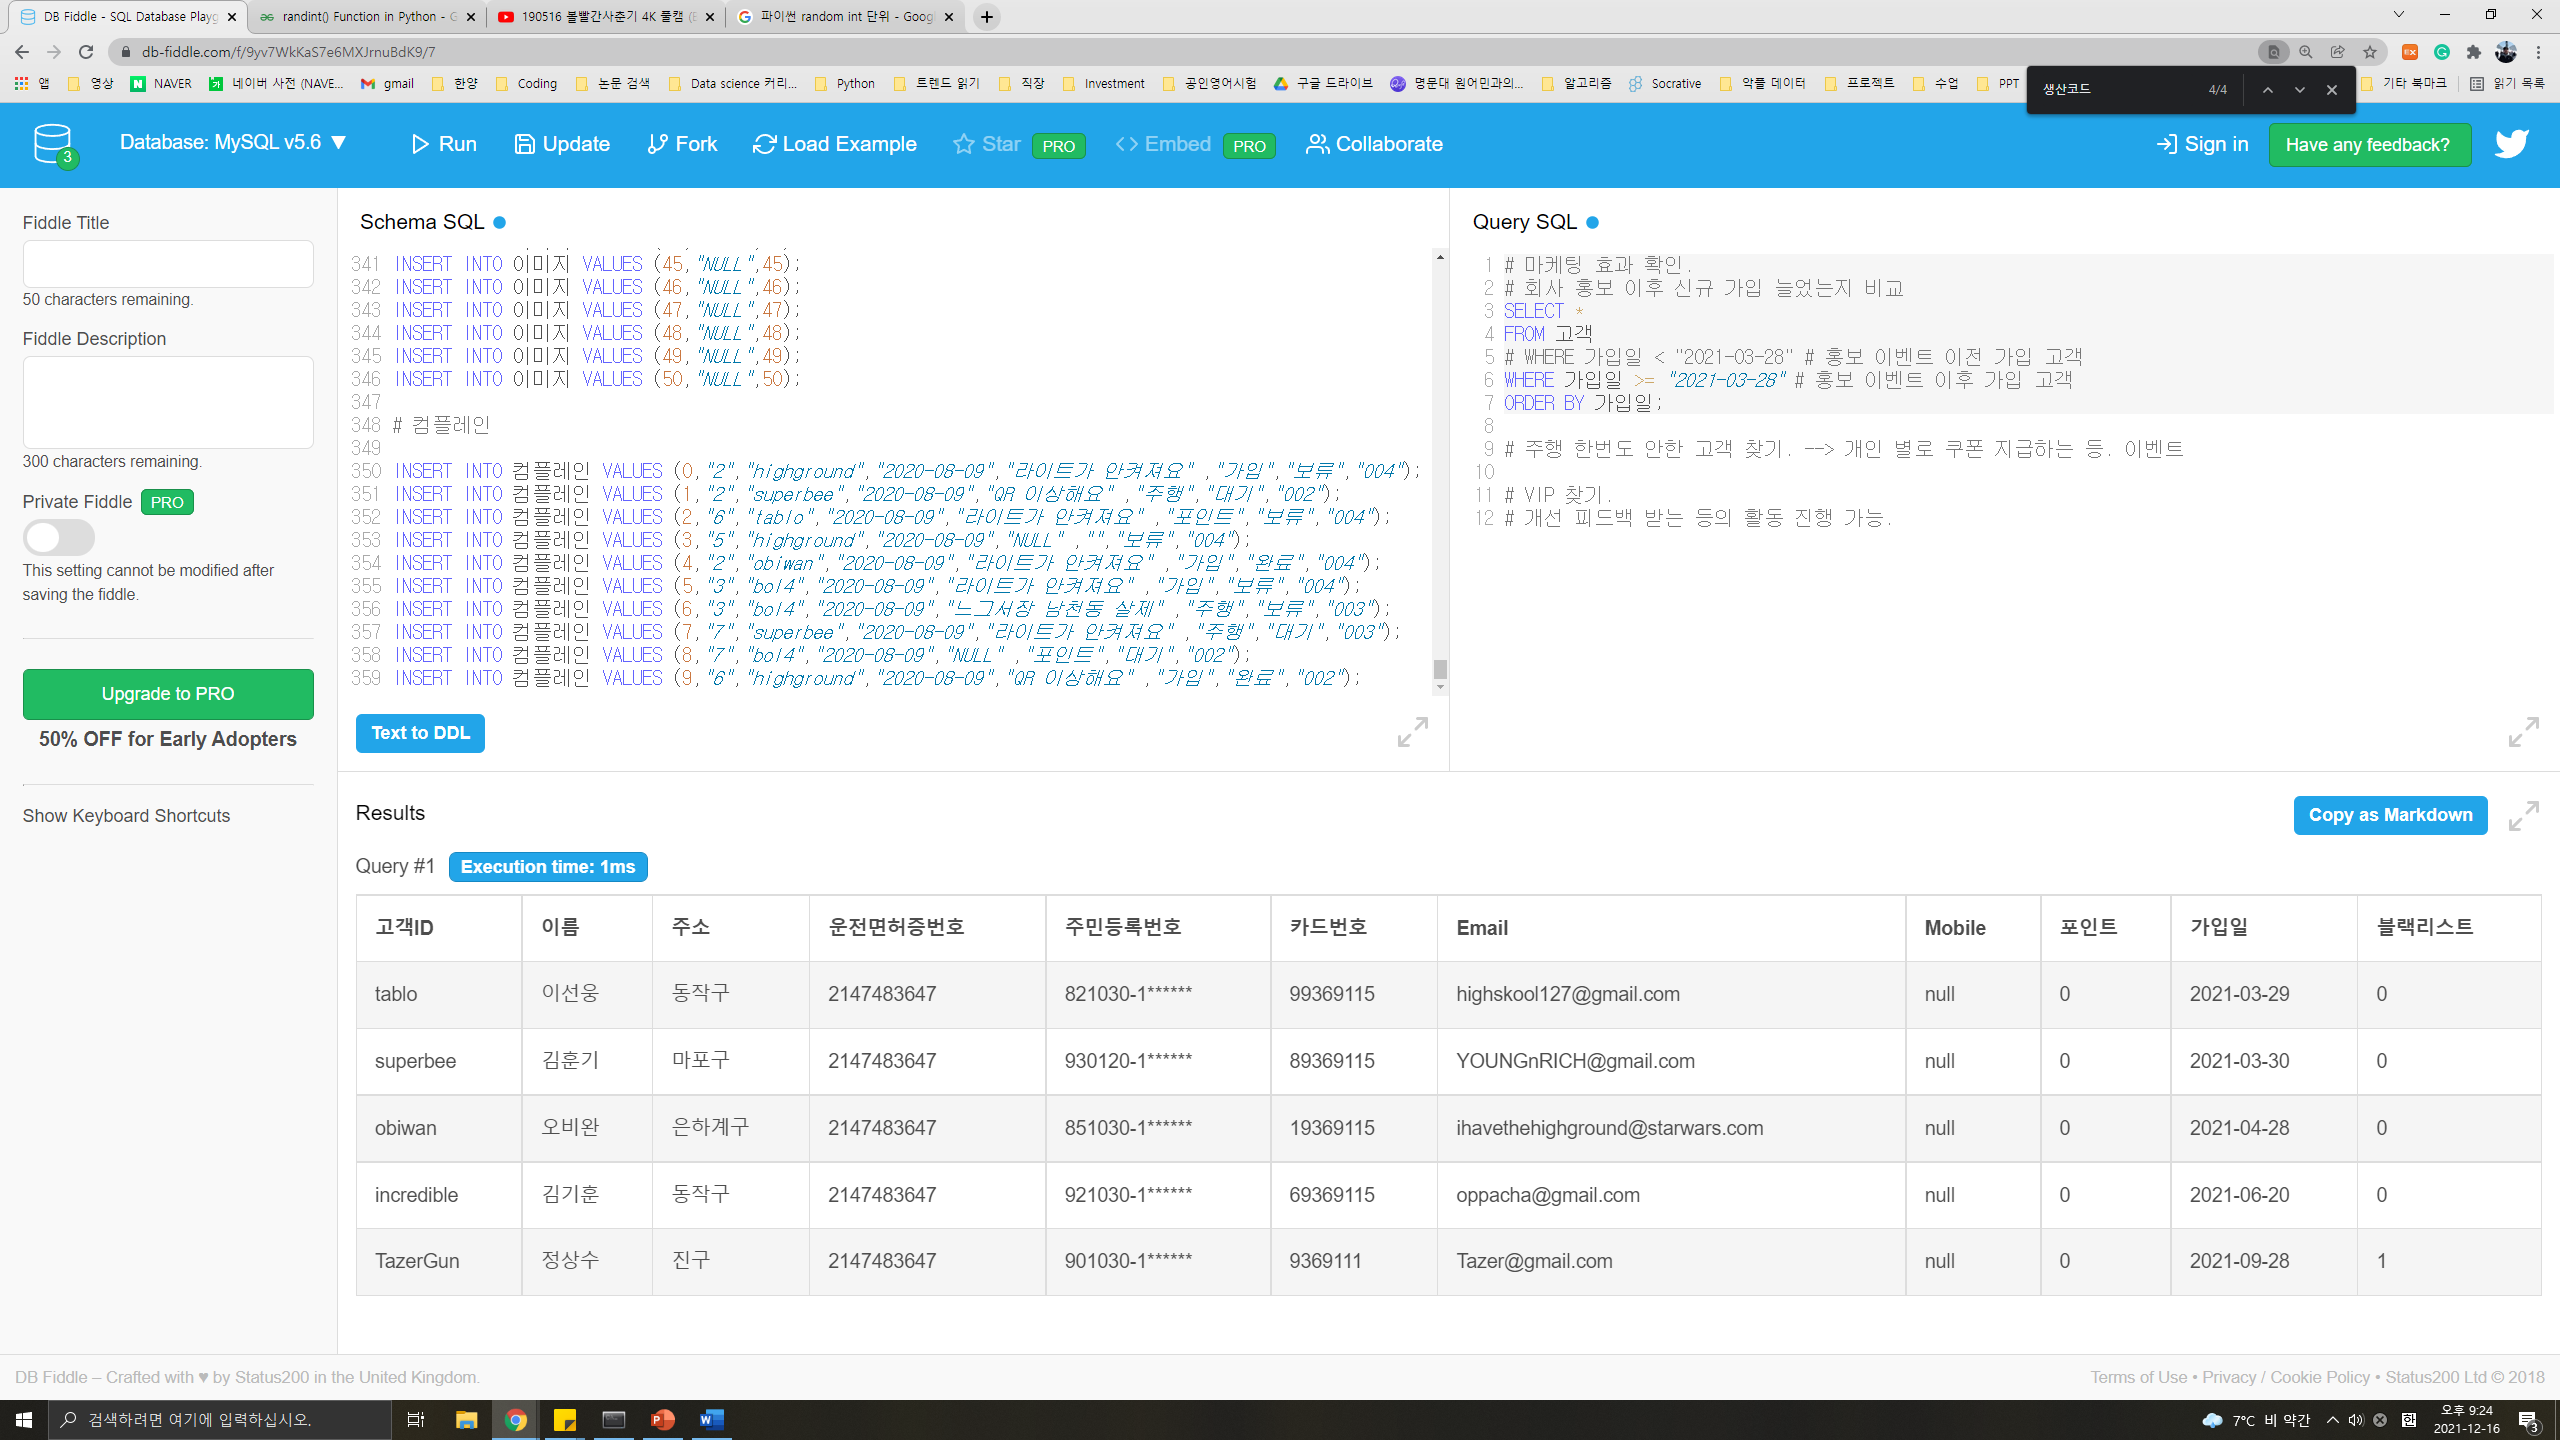 DB Fiddle - SQL Database Playg
randint() Function in Python - G
190516 볼빨간사춘기 4K 풀캠 (E
파이썬 random int 단위 - Goog
db-fiddle.com/f/9yv7WkKaS7e6MXJrnuBdK9/7
앱 영상 NAVER 네이버 사전 (NAVE... gmail 한양 Coding 논문 검색 Data science 커리... Python 트렌드 읽기 직장 Investment 공인영어시험 구글 드라이브 명문대 원어민과의... 알고리즘 Socrative 악플 데이터 프로젝트 수업 PPT 기타 북마크 읽기 목록
생산코드 4/4
3
Database: MySQL v5.6 ▼ Run Update Fork Load Example Star PRO Embed PRO Collaborate Sign in Have any feedback?
Fiddle Title
50 characters remaining.
Fiddle Description
300 characters remaining.
Private Fiddle PRO
This setting cannot be modified after
saving the fiddle.
Upgrade to PRO
50% OFF for Early Adopters
Show Keyboard Shortcuts
Schema SQL
341 INSERT INTO 이미지 VALUES (45,"NULL",45);
342 INSERT INTO 이미지 VALUES (46,"NULL",46);
343 INSERT INTO 이미지 VALUES (47,"NULL",47);
344 INSERT INTO 이미지 VALUES (48,"NULL",48);
345 INSERT INTO 이미지 VALUES (49,"NULL",49);
346 INSERT INTO 이미지 VALUES (50,"NULL",50);
347
348 # 컴플레인
349
350 INSERT INTO 컴플레인 VALUES (0,"2","highground","2020-08-09","라이트가 안켜져요" ,"가입","보류","004");
351 INSERT INTO 컴플레인 VALUES (1,"2","superbee","2020-08-09","QR 이상해요" ,"주행","대기","002");
352 INSERT INTO 컴플레인 VALUES (2,"6","tablo","2020-08-09","라이트가 안켜져요" ,"포인트","보류","004");
353 INSERT INTO 컴플레인 VALUES (3,"5","highground","2020-08-09","NULL" ,"","보류","004");
354 INSERT INTO 컴플레인 VALUES (4,"2","obiwan","2020-08-09","라이트가 안켜져요" ,"가입","완료","004");
355 INSERT INTO 컴플레인 VALUES (5,"3","bol4","2020-08-09","라이트가 안켜져요" ,"가입","보류","004");
356 INSERT INTO 컴플레인 VALUES (6,"3","bol4","2020-08-09","느그서장 남천동 살제" ,"주행","보류","003");
357 INSERT INTO 컴플레인 VALUES (7,"7","superbee","2020-08-09","라이트가 안켜져요" ,"주행","대기","003");
358 INSERT INTO 컴플레인 VALUES (8,"7","bol4","2020-08-09","NULL" ,"포인트","대기","002");
359 INSERT INTO 컴플레인 VALUES (9,"6","highground","2020-08-09","QR 이상해요" ,"가입","완료","002");
Text to DDL
Query SQL
1 # 마케팅 효과 확인.
2 # 회사 홍보 이후 신규 가입 늘었는지 비교
3 SELECT *
4 FROM 고객
5 # WHERE 가입일 < "2021-03-28" # 홍보 이벤트 이전 가입 고객
6 WHERE 가입일 >= "2021-03-28" # 홍보 이벤트 이후 가입 고객
7 ORDER BY 가입일;
8
9 # 주행 한번도 안한 고객 찾기. --> 개인 별로 쿠폰 지급하는 등. 이벤트
10
11 # VIP 찾기.
12 # 개선 피드백 받는 등의 활동 진행 가능.
Results
Copy as Markdown
Query #1 Execution time: 1ms
고객ID 이름 주소 운전면허증번호 주민등록번호 카드번호 Email Mobile 포인트 가입일 블랙리스트
tablo 이선웅 동작구 2147483647 821030-1****** 99369115 highskool127@gmail.com null 0 2021-03-29 0
superbee 김훈기 마포구 2147483647 930120-1****** 89369115 YOUNGnRICH@gmail.com null 0 2021-03-30 0
obiwan 오비완 은하계구 2147483647 851030-1****** 19369115 ihavethehighground@starwars.com null 0 2021-04-28 0
incredible 김기훈 동작구 2147483647 921030-1****** 69369115 oppacha@gmail.com null 0 2021-06-20 0
TazerGun 정상수 진구 2147483647 901030-1****** 9369111 Tazer@gmail.com null 0 2021-09-28 1
DB Fiddle – Crafted with ♥ by Status200 in the United Kingdom.
Terms of Use • Privacy / Cookie Policy • Status200 Ltd © 2018
검색하려면 여기에 입력하십시오.
7°C 비 약간 한
오후 9:24
2021-12-16
3